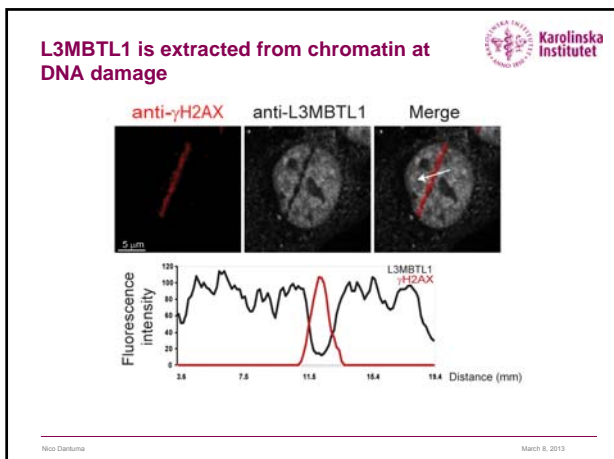 L3MBTL1 is extracted from chromatin at
DNA damage
Karolinska
Institutet
anti-γH2AX
anti-L3MBTL1
Merge
5 μm
L3MBTL1
γH2AX
Fluorescence
intensity
120
100
80
60
40
20
0
3.6
7.6
11.5
15.4
19.4
Distance (mm)
Nico Dantuma
March 8, 2013